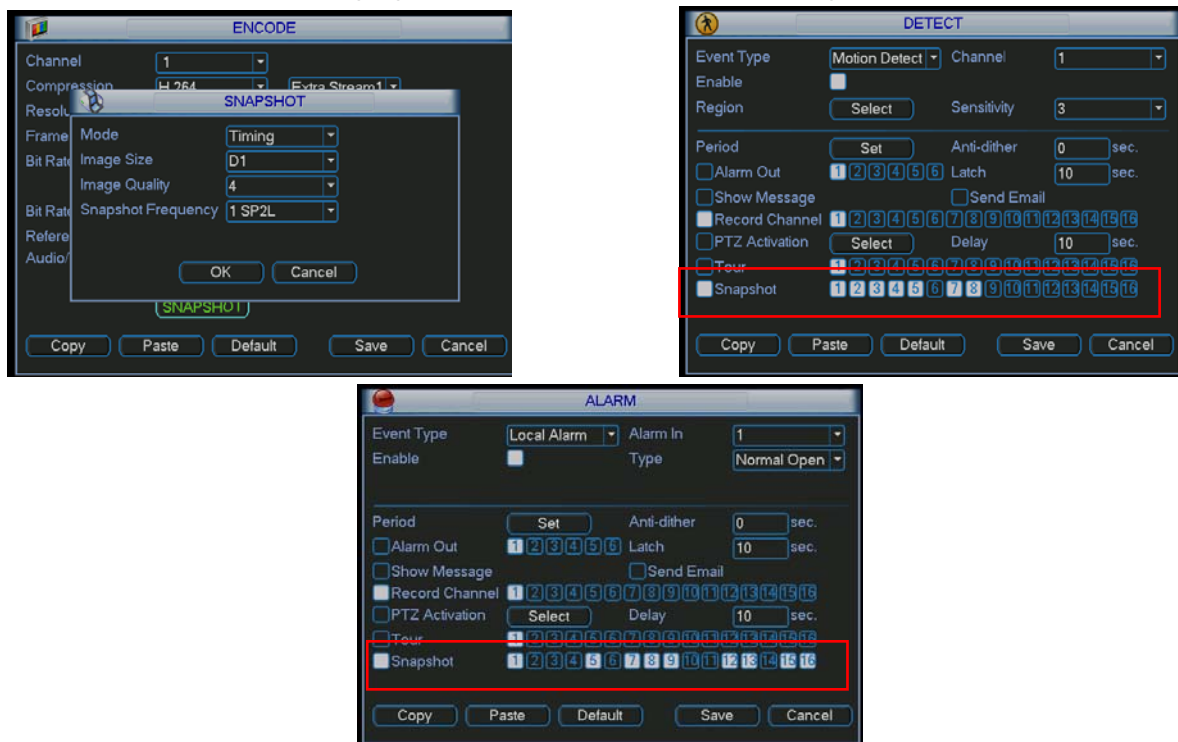 ENCODE
Channel 1
Compression H.264 Extra Stream1
Resolu
Frame
Bit Rate
Bit Rate
Refere
Audio/
SNAPSHOT
Mode Timing
Image Size D1
Image Quality 4
Snapshot Frequency 1 SP2L
OK Cancel
SNAPSHOT
Copy Paste Default Save Cancel
DETECT
Event Type Motion Detect Channel 1
Enable
Region Select Sensitivity 3
Period Set Anti-dither 0 sec.
Alarm Out 1 2 3 4 5 6 Latch 10 sec.
Show Message Send Email
Record Channel 1 2 3 4 5 6 7 8 9 10 11 12 13 14 15 16
PTZ Activation Select Delay 10 sec.
Tour 1 2 3 4 5 6 7 8 9 10 11 12 13 14 15 16
Snapshot 1 2 3 4 5 6 7 8 9 10 11 12 13 14 15 16
Copy Paste Default Save Cancel
ALARM
Event Type Local Alarm Alarm In 1
Enable Type Normal Open
Period Set Anti-dither 0 sec.
Alarm Out 1 2 3 4 5 6 Latch 10 sec.
Show Message Send Email
Record Channel 1 2 3 4 5 6 7 8 9 10 11 12 13 14 15 16
PTZ Activation Select Delay 10 sec.
Tour 1 2 3 4 5 6 7 8 9 10 11 12 13 14 15 16
Snapshot 1 2 3 4 5 6 7 8 9 10 11 12 13 14 15 16
Copy Paste Default Save Cancel